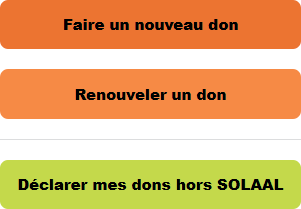 Faire un nouveau don
Renouveler un don
Déclarer mes dons hors SOLAAL